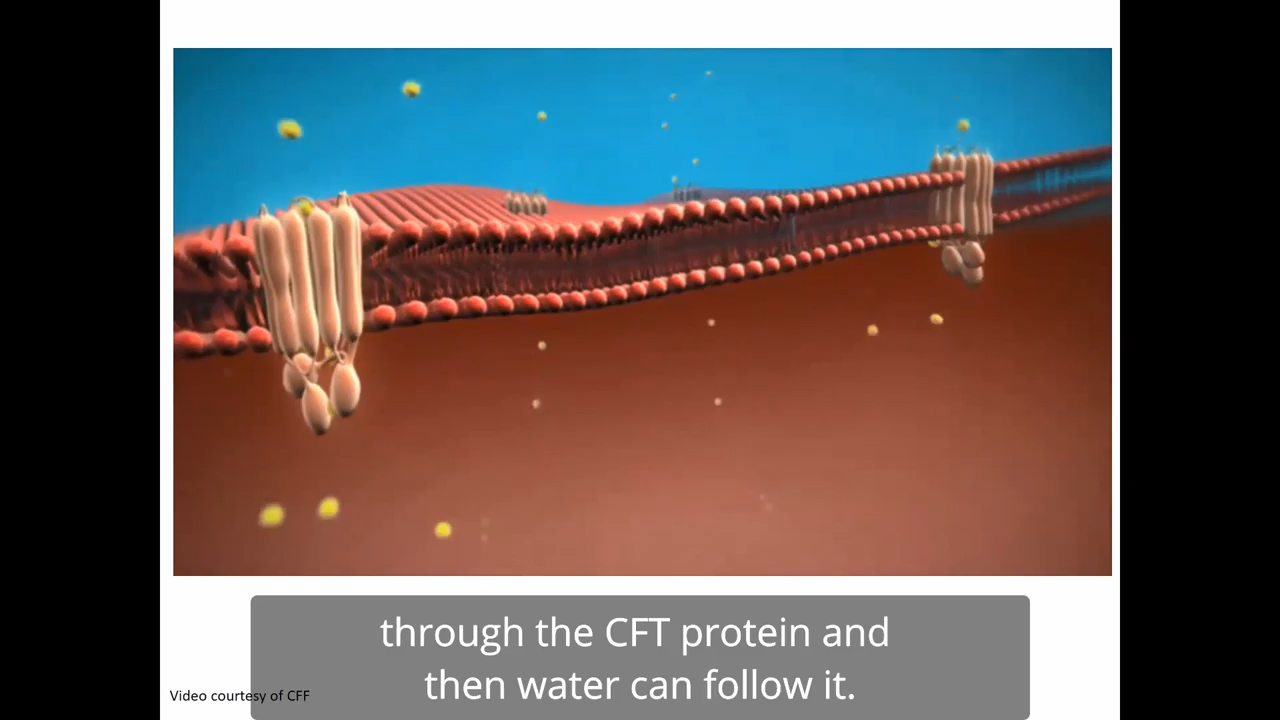 through the CFT protein and
then water can follow it.
Video courtesy of CFF